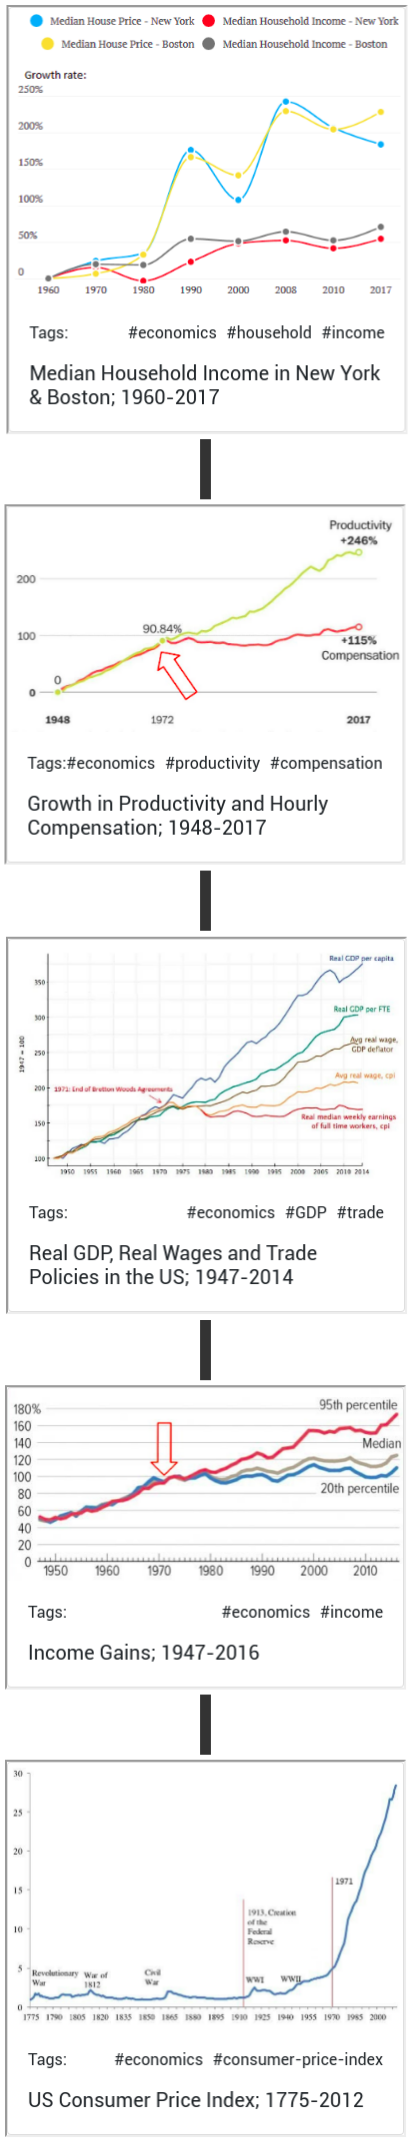 Median House Price - New York Median Household Income - New York
Median House Price - Boston Median Household Income - Boston
Growth rate:
250%
200%
150%
100%
50%
0
1960 1970 1980 1990 2000 2008 2010 2017
Tags: #economics #household #income
Median Household Income in New York
& Boston; 1960-2017
Productivity
+246%
200
90.84%
100
+115%
Compensation
0
0
1948 1972 2017
Tags:#economics #productivity #compensation
Growth in Productivity and Hourly
Compensation; 1948-2017
Real GDP per capita
350
Real GDP per FTE
300
Avg real wage,
GDP deflator
250
1947 = 100
Avg real wage, cpi
200
1971: End of Bretton Woods Agreements
150
Real median weekly earnings
of full time workers, cpi
100
1950 1955 1960 1965 1970 1975 1980 1985 1990 1995 2000 2005 2010 2014
Tags: #economics #GDP #trade
Real GDP, Real Wages and Trade
Policies in the US; 1947-2014
95th percentile
180%
160
140
Median
120
100
20th percentile
80
60
40
20
0
1950 1960 1970 1980 1990 2000 2010
Tags: #economics #income
Income Gains; 1947-2016
30
25
20
15
1971
1913, Creation
of the
Federal
Reserve
10
5
Revolutionary
War
War of
1812
Civil
War
WWI
WWII
0
1775 1790 1805 1820 1835 1850 1865 1880 1895 1910 1925 1940 1955 1970 1985 2000
Tags: #economics #consumer-price-index
US Consumer Price Index; 1775-2012